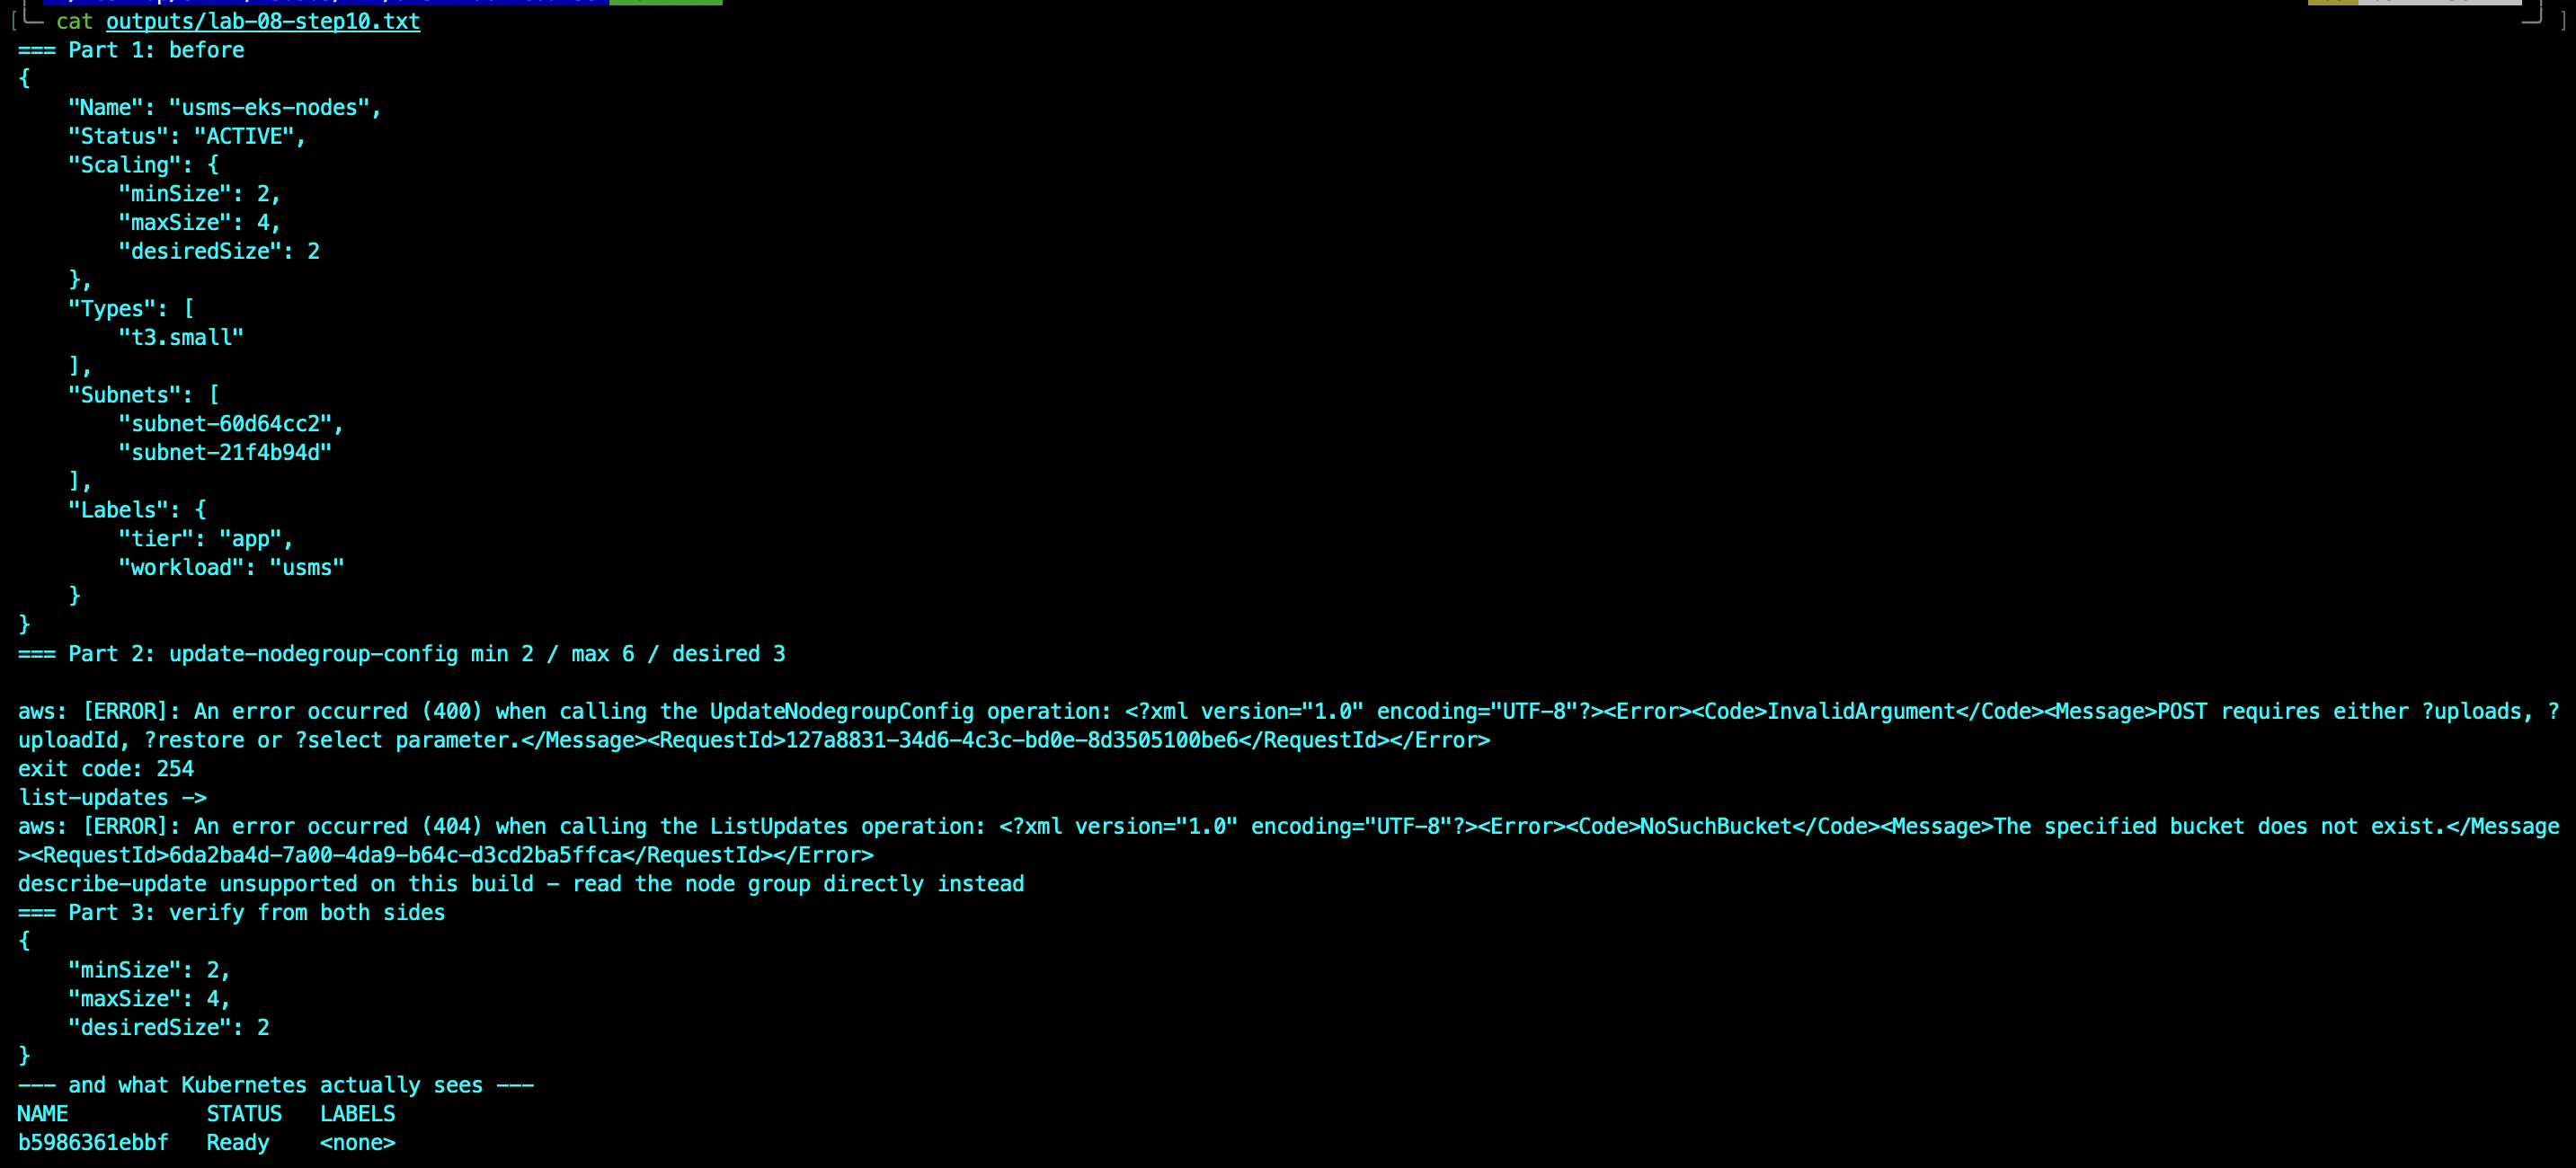 cat outputs/lab-08-step10.txt
=== Part 1: before
{
    "Name": "usms-eks-nodes",
    "Status": "ACTIVE",
    "Scaling": {
        "minSize": 2,
        "maxSize": 4,
        "desiredSize": 2
    },
    "Types": [
        "t3.small"
    ],
    "Subnets": [
        "subnet-60d64cc2",
        "subnet-21f4b94d"
    ],
    "Labels": {
        "tier": "app",
        "workload": "usms"
    }
}
=== Part 2: update-nodegroup-config min 2 / max 6 / desired 3
aws: [ERROR]: An error occurred (400) when calling the UpdateNodegroupConfig operation: <?xml version="1.0" encoding="UTF-8"?><Error><Code>InvalidArgument</Code><Message>POST requires either ?uploads, ?
uploadId, ?restore or ?select parameter.</Message><RequestId>127a8831-34d6-4c3c-bd0e-8d3505100be6</RequestId></Error>
exit code: 254
list-updates ->
aws: [ERROR]: An error occurred (404) when calling the ListUpdates operation: <?xml version="1.0" encoding="UTF-8"?><Error><Code>NoSuchBucket</Code><Message>The specified bucket does not exist.</Message
><RequestId>6da2ba4d-7a00-4da9-b64c-d3cd2ba5ffca</RequestId></Error>
describe-update unsupported on this build - read the node group directly instead
=== Part 3: verify from both sides
{
    "minSize": 2,
    "maxSize": 4,
    "desiredSize": 2
}
--- and what Kubernetes actually sees ---
NAME           STATUS   LABELS
b5986361ebbf   Ready    <none>